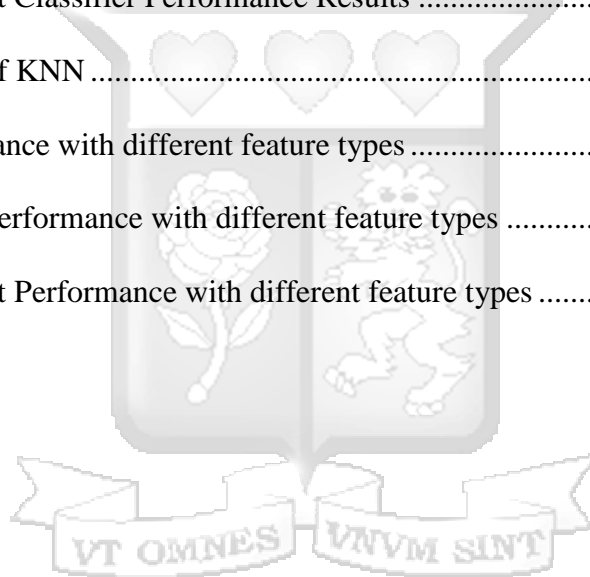 t Classifier Performance Results ......................
f KNN ..............................................................................
ance with different feature types .......................
erformance with different feature types ...........
t Performance with different feature types .......
VT OMNES VNVM SINT